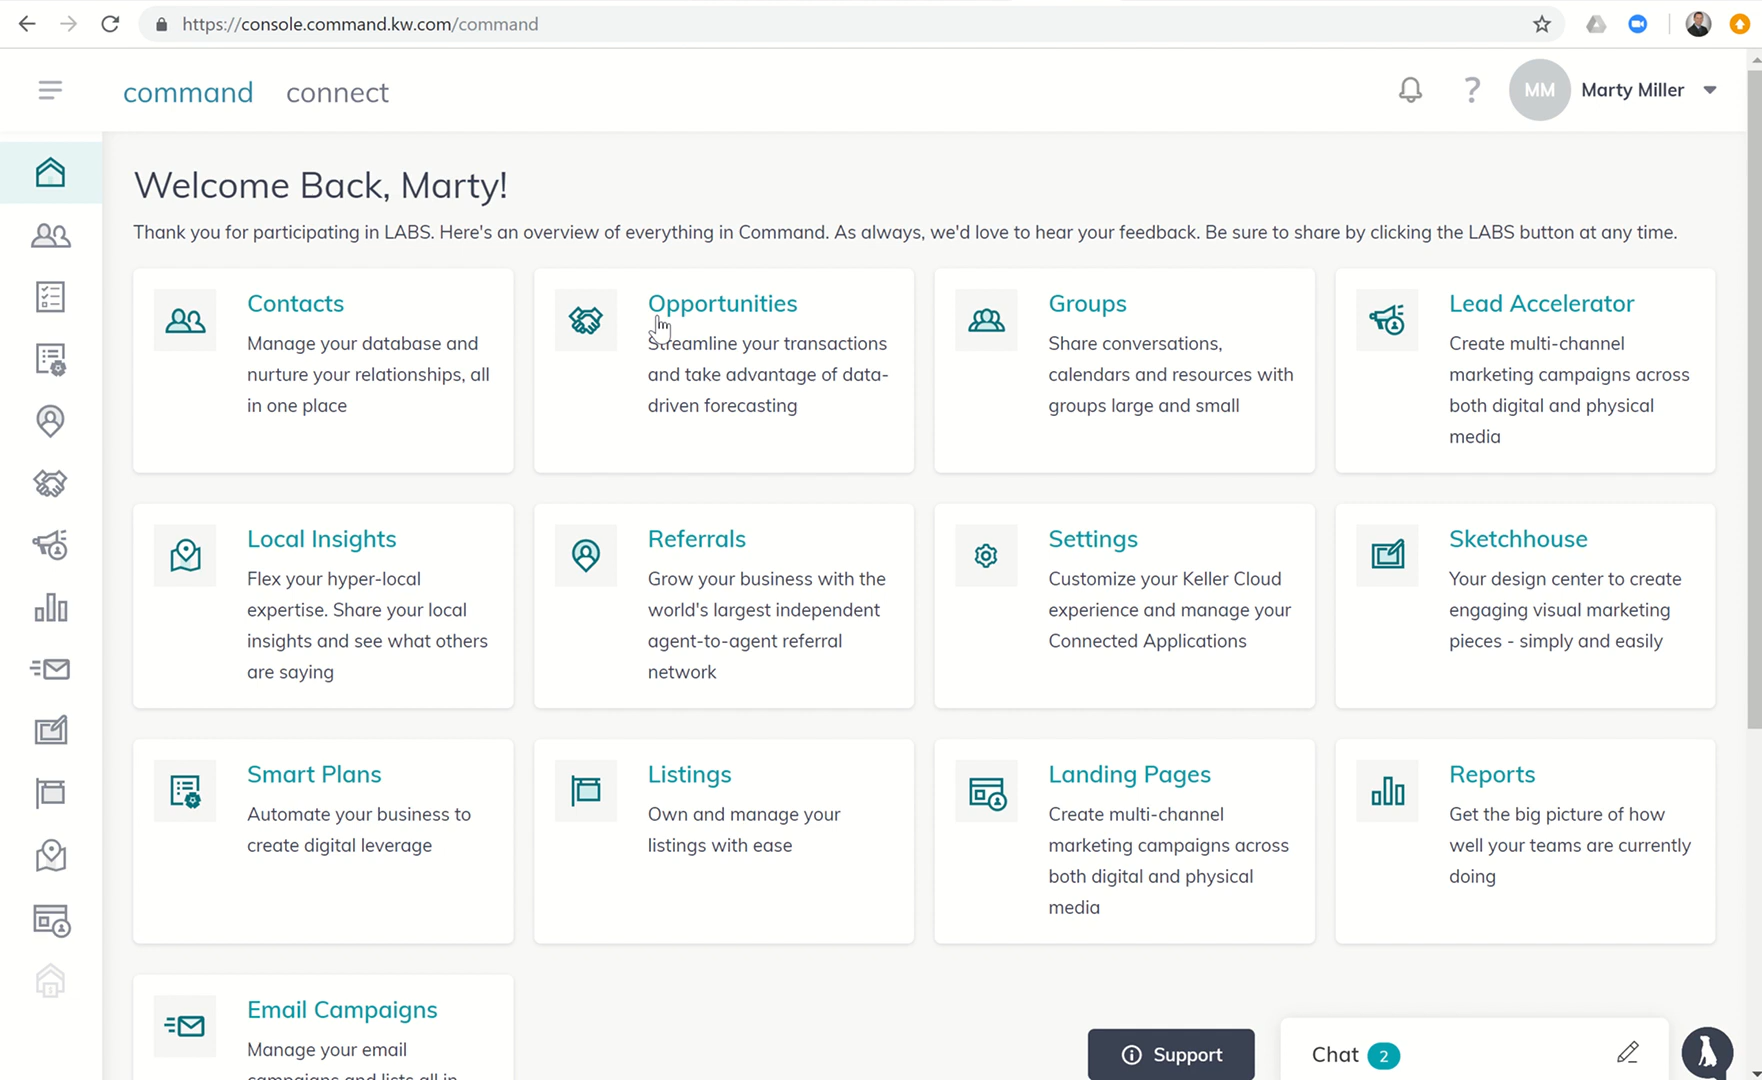 https://console.command.kw.com/command
command connect
MM Marty Miller
Welcome Back, Marty!
Thank you for participating in LABS. Here's an overview of everything in Command. As always, we'd love to hear your feedback. Be sure to share by clicking the LABS button at any time.
Contacts
Manage your database and
nurture your relationships, all
in one place
Opportunities
Streamline your transactions
and take advantage of data-
driven forecasting
Groups
Share conversations,
calendars and resources with
groups large and small
Lead Accelerator
Create multi-channel
marketing campaigns across
both digital and physical
media
Local Insights
Flex your hyper-local
expertise. Share your local
insights and see what others
are saying
Referrals
Grow your business with the
world's largest independent
agent-to-agent referral
network
Settings
Customize your Keller Cloud
experience and manage your
Connected Applications
Sketchhouse
Your design center to create
engaging visual marketing
pieces - simply and easily
Smart Plans
Automate your business to
create digital leverage
Listings
Own and manage your
listings with ease
Landing Pages
Create multi-channel
marketing campaigns across
both digital and physical
media
Reports
Get the big picture of how
well your teams are currently
doing
Email Campaigns
Manage your email
campaigns and lists all in
Support
Chat 2